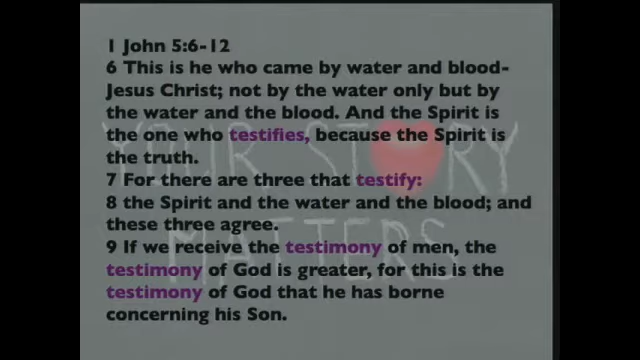 1 John 5:6-12
6 This is he who came by water and blood-
Jesus Christ; not by the water only but by
the water and the blood. And the Spirit is
the one who testifies, because the Spirit is
the truth.
7 For there are three that testify:
8 the Spirit and the water and the blood; and
these three agree.
9 If we receive the testimony of men, the
testimony of God is greater, for this is the
testimony of God that he has borne
concerning his Son.
YOUR STORY
MATTERS